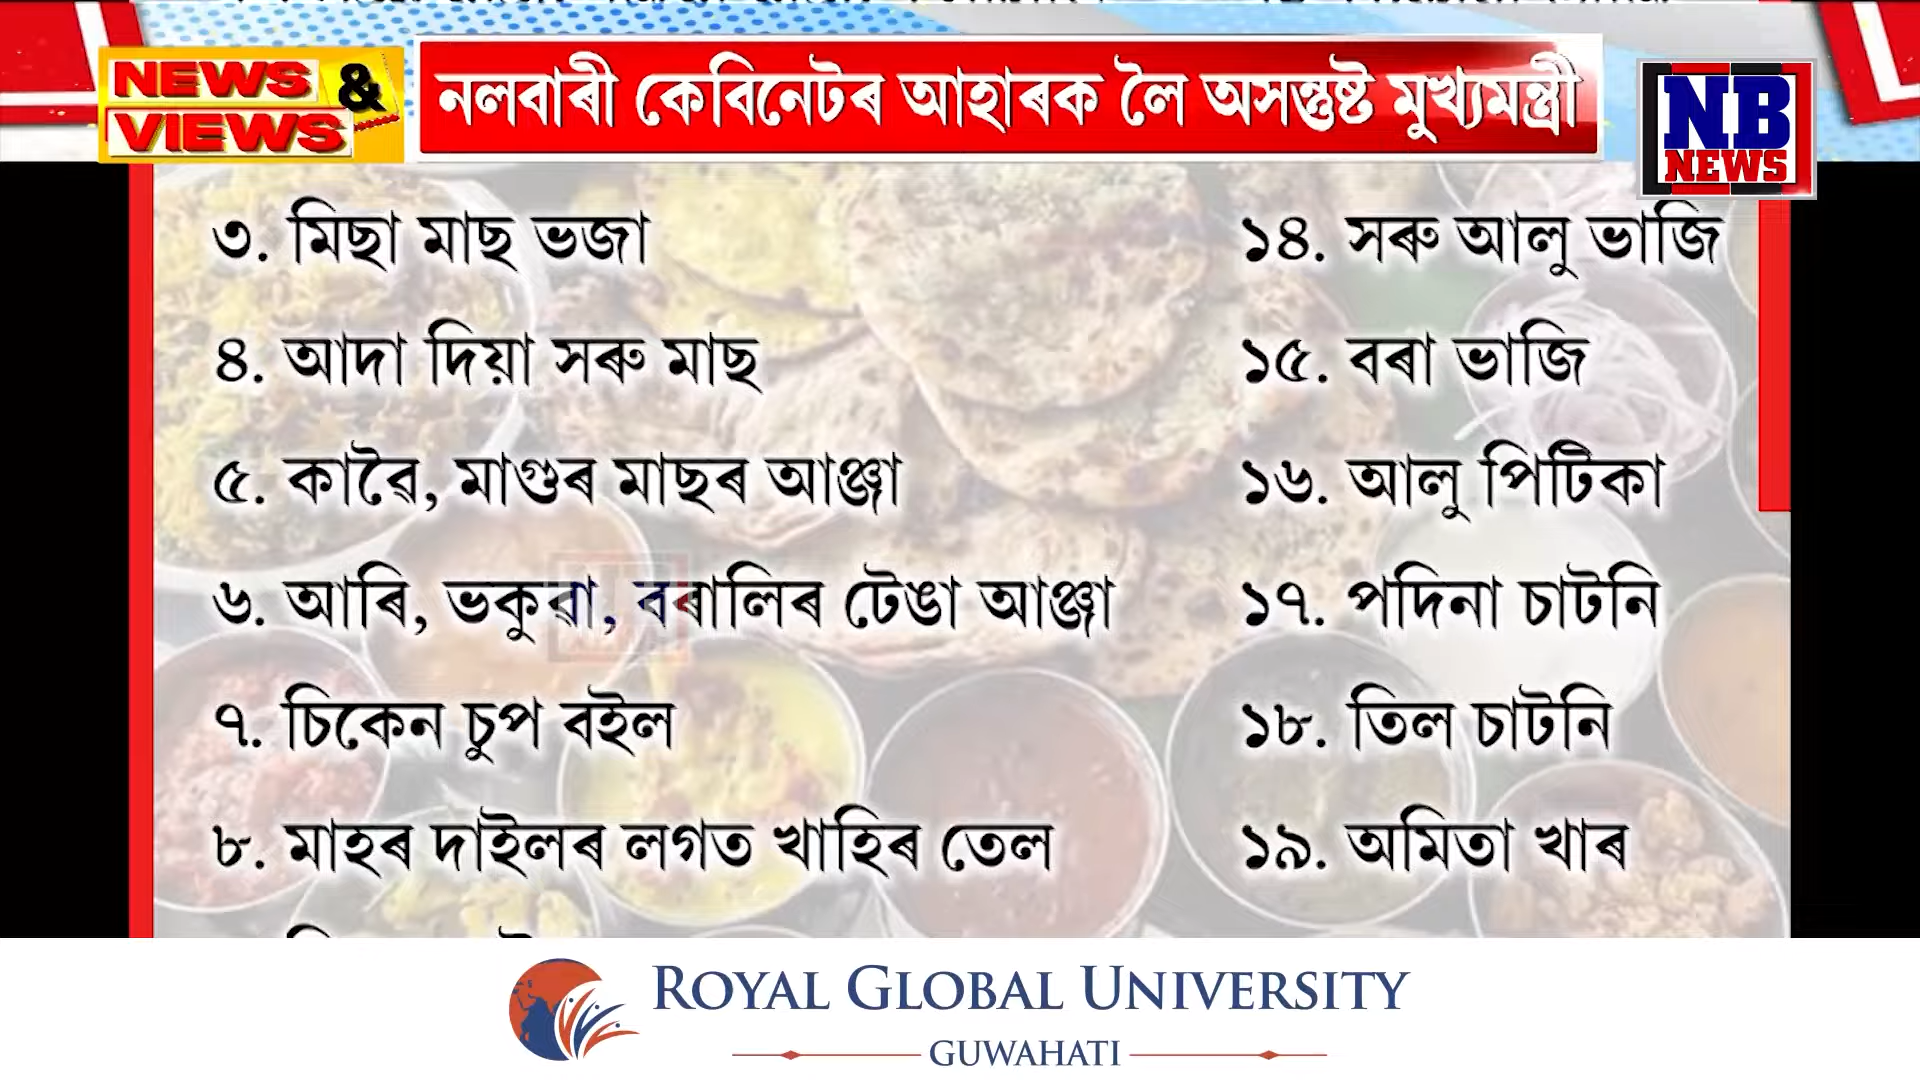 NEWS &
VIEWS
নলবাৰী কেবিনেটৰ আহাৰক লৈ অসন্তুষ্ট মুখ্যমন্ত্ৰী
NB
NEWS
৩. মিছা মাছ ভজা
৪. আদা দিয়া সৰু মাছ
৫. কাৱৈ, মাগুৰ মাছৰ আঞ্জা
৬. আৰি, ভকুৱা, বৰালিৰ টেঙা আঞ্জা
৭. চিকেন চুপ বইল
৮. মাহৰ দাইলৰ লগত খাহিৰ তেল
১৪. সৰু আলু ভাজি
১৫. বৰা ভাজি
১৬. আলু পিটিকা
১৭. পদিনা চাটনি
১৮. তিল চাটনি
১৯. অমিতা খাৰ
ROYAL GLOBAL UNIVERSITY
GUWAHATI